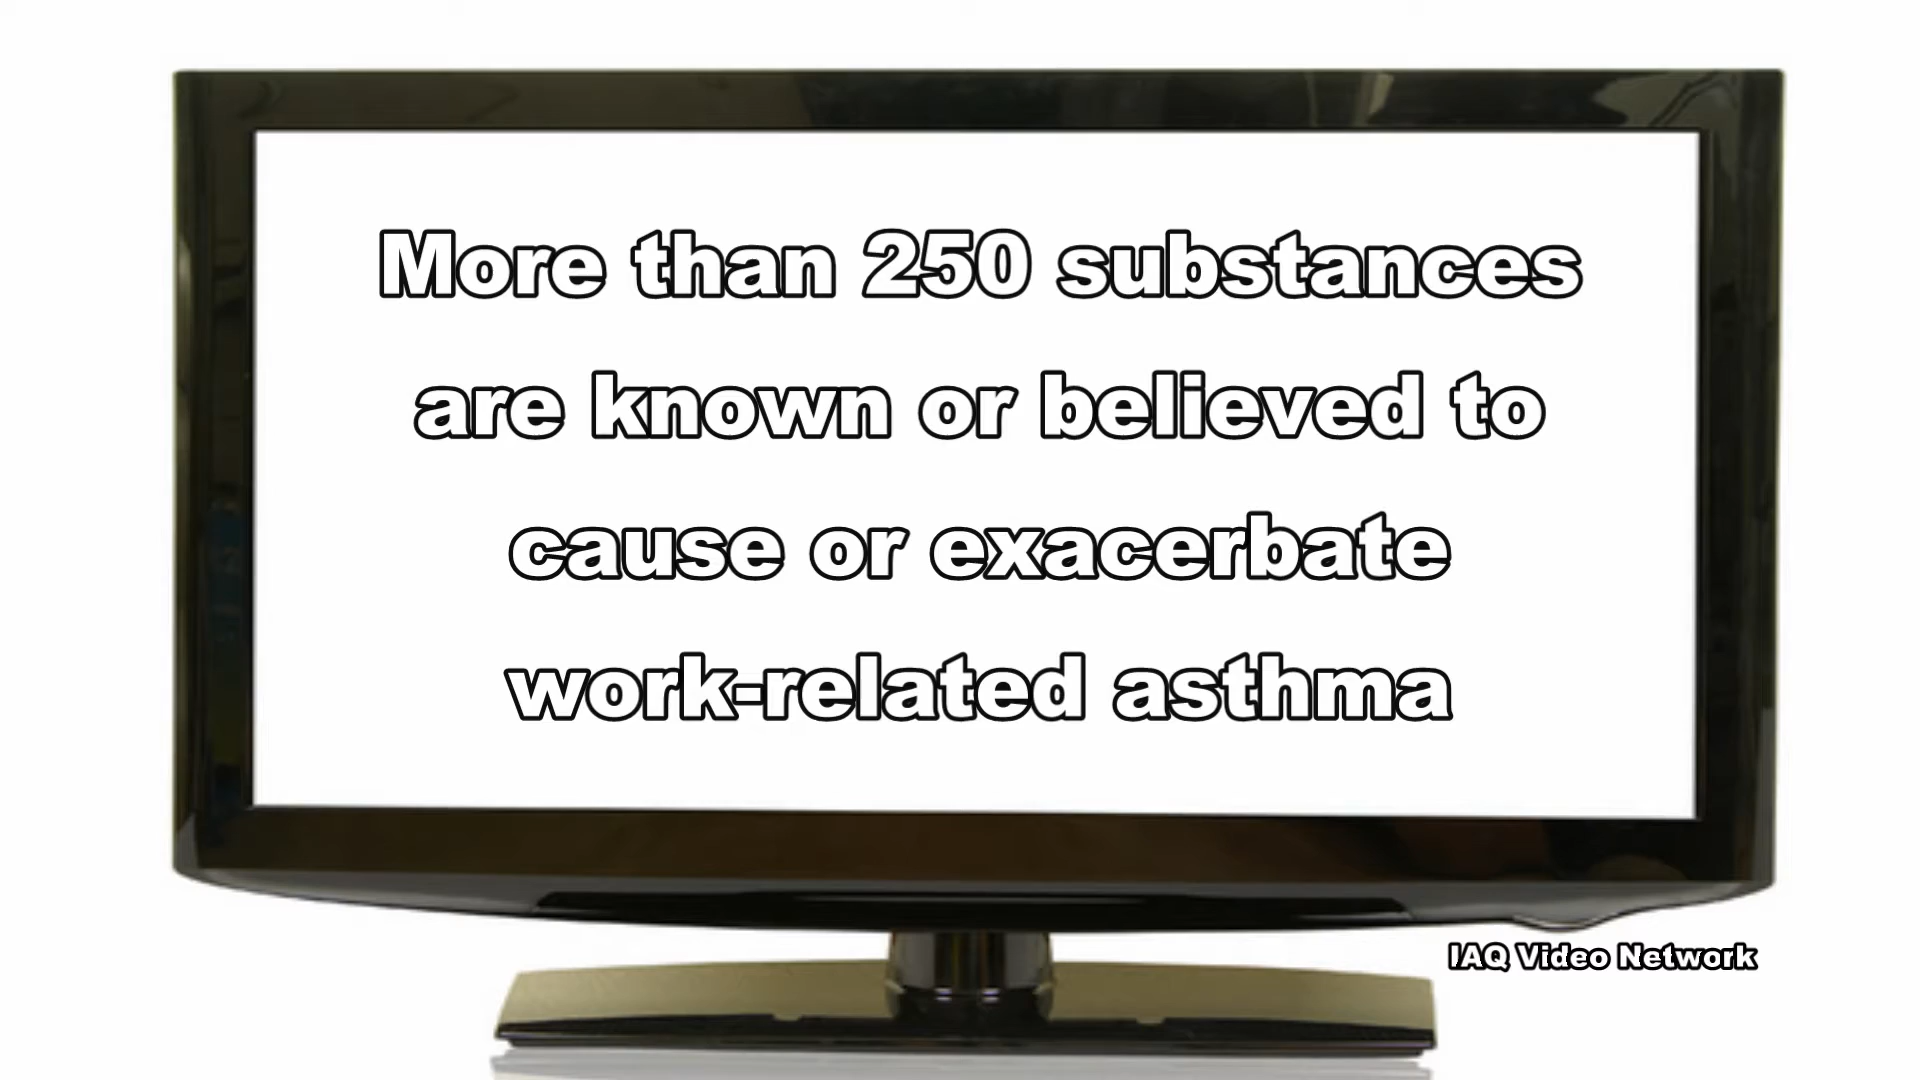 More than 250 substances
are known or believed to
cause or exacerbate
work-related asthma
IAQ Video Network